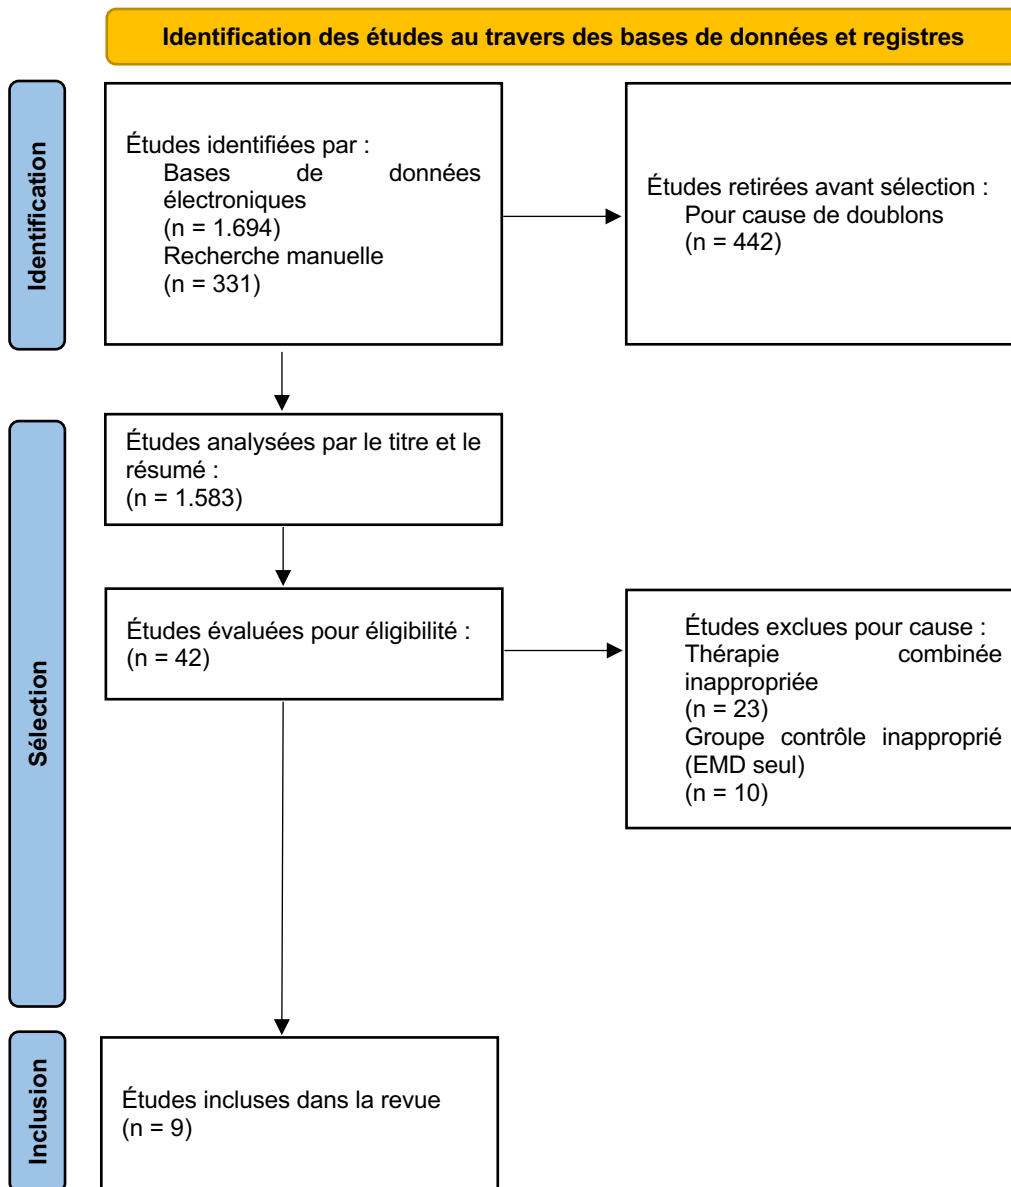 Identification des études au travers des bases de données et registres
Identification
Études identifiées par :
Bases de données
électroniques
(n = 1.694)
Recherche manuelle
(n = 331)
Études retirées avant sélection :
Pour cause de doublons
(n = 442)
Sélection
Études analysées par le titre et le
résumé :
(n = 1.583)
Études évaluées pour éligibilité :
(n = 42)
Études exclues pour cause :
Thérapie combinée
inappropriée
(n = 23)
Groupe contrôle inapproprié
(EMD seul)
(n = 10)
Inclusion
Études incluses dans la revue
(n = 9)